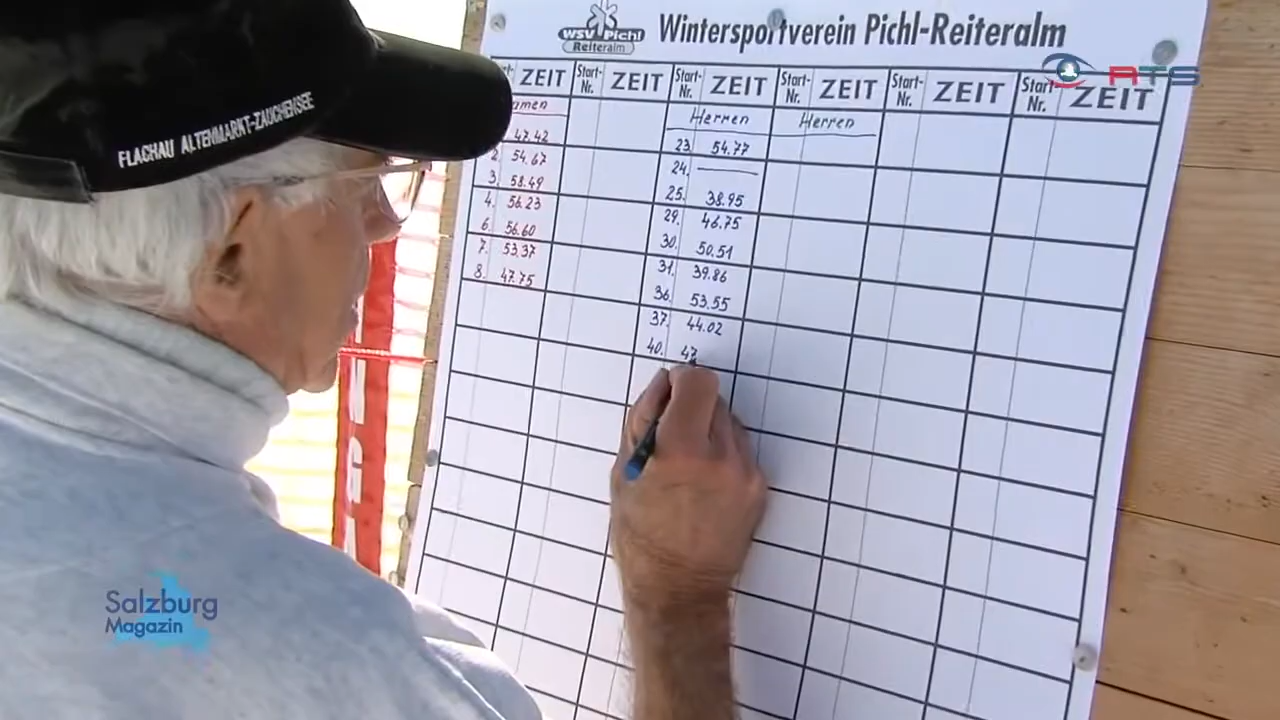 WSV Pichl
Reiteralm
Wintersportverein Pichl-Reiteralm
RTS
ZEIT Start-Nr. ZEIT Start-Nr. ZEIT Start-Nr. ZEIT Start-Nr. ZEIT Start-Nr. ZEIT
Herren Herren
47.42
2. 54.67
3. 58.49
4. 56.23
6. 56.60
7. 53.37
8. 47.75
23 54.77
24.
25. 38.95
29. 46.75
30. 50.51
31. 39.86
36. 53.55
37. 44.02
40. 47
FLACHAU ALTENMARKT-ZAUCHENSEE
Salzburg
Magazin